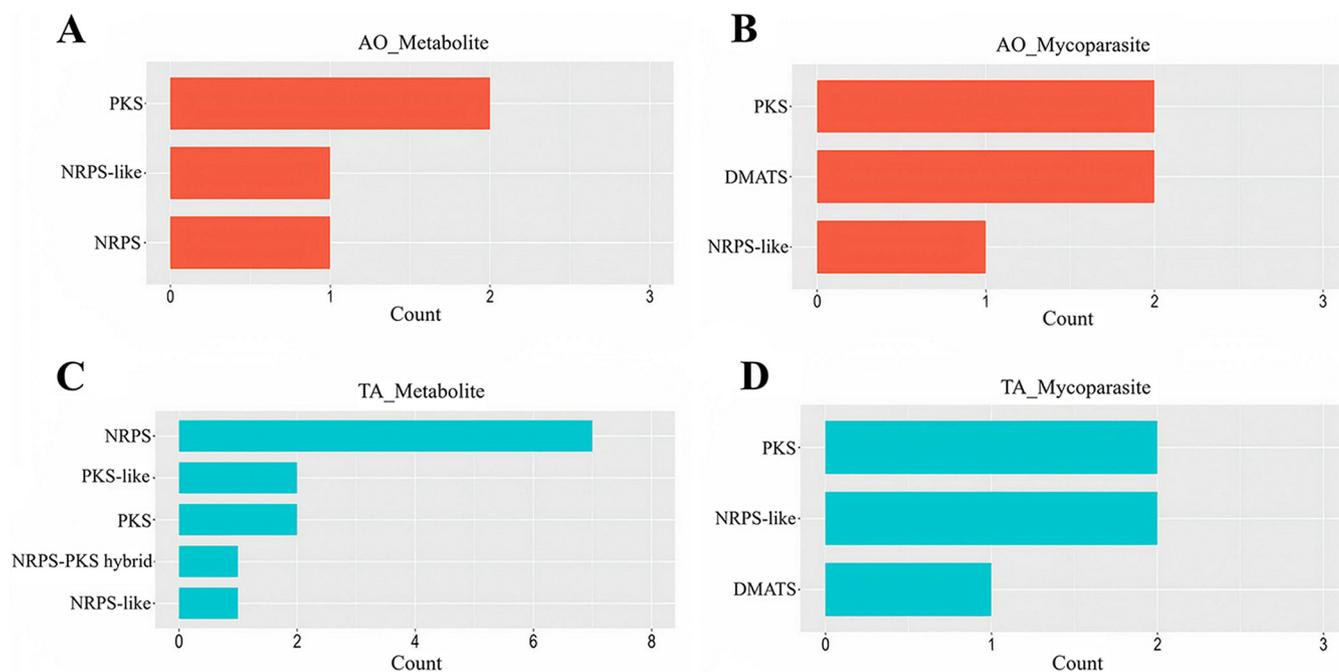 A
AO_Metabolite
PKS
NRPS-like
NRPS
0 1 2 3
Count
B
AO_Mycoparasite
PKS
DMATS
NRPS-like
0 1 2 3
Count
C
TA_Metabolite
NRPS
PKS-like
PKS
NRPS-PKS hybrid
NRPS-like
0 2 4 6 8
Count
D
TA_Mycoparasite
PKS
NRPS-like
DMATS
0 1 2 3
Count